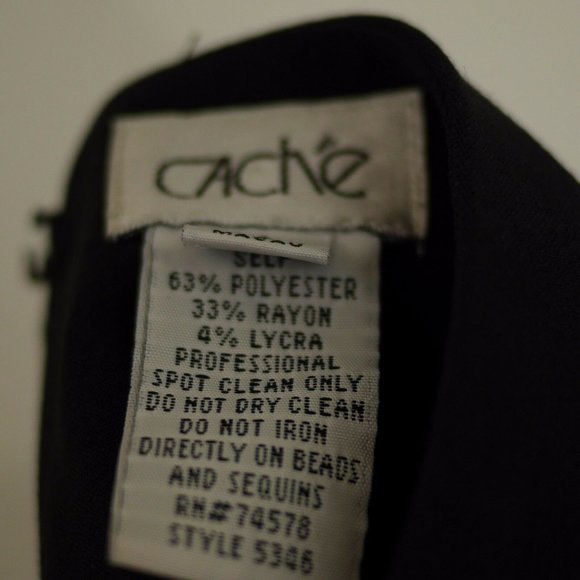 caché
MACAU
SELF
63% POLYESTER
33% RAYON
4% LYCRA
PROFESSIONAL
SPOT CLEAN ONLY
DO NOT DRY CLEAN
DO NOT IRON
DIRECTLY ON BEADS
AND SEQUINS
RN#74578
STYLE 5346